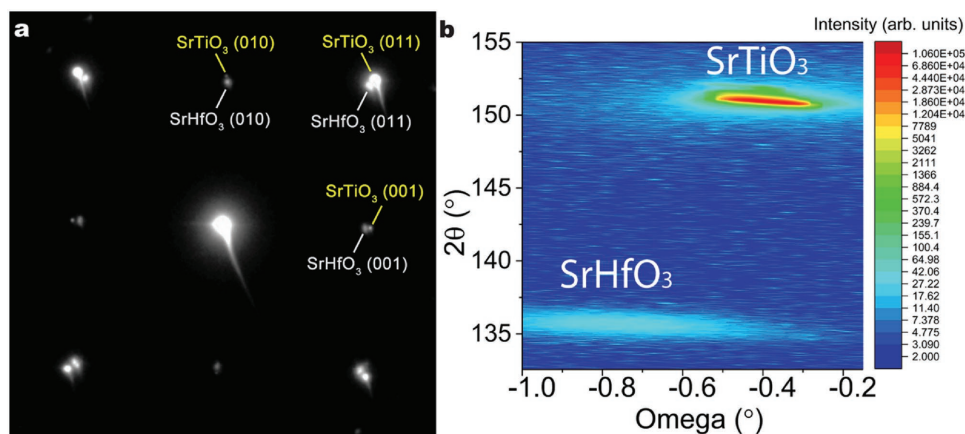 a
SrTiO3 (010)
SrTiO3 (011)
SrHfO3 (010)
SrHfO3 (011)
SrTiO3 (001)
SrHfO3 (001)
b
Intensity (arb. units)
155
150
145
140
135
2θ (°)
SrTiO3
SrHfO3
-1.0
-0.8
-0.6
-0.4
-0.2
Omega (°)
1.060E+05
6.860E+04
4.440E+04
2.873E+04
1.860E+04
1.204E+04
7789
5041
3262
2111
1366
884.4
572.3
370.4
239.7
155.1
100.4
64.98
42.06
27.22
17.62
11.40
7.378
4.775
3.090
2.000